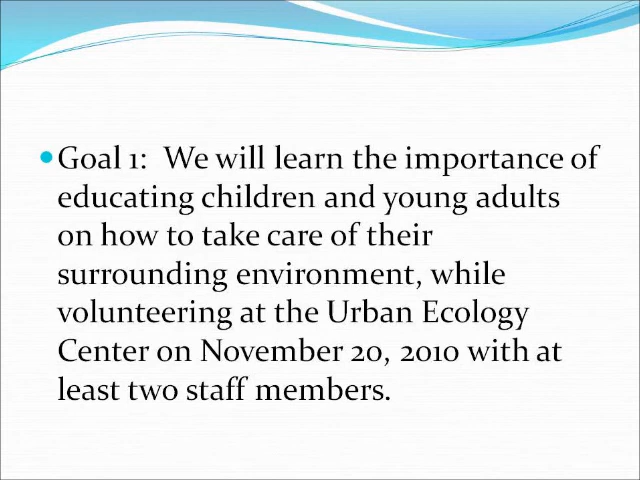 Goal 1:  We will learn the importance of
educating children and young adults
on how to take care of their
surrounding environment, while
volunteering at the Urban Ecology
Center on November 20, 2010 with at
least two staff members.